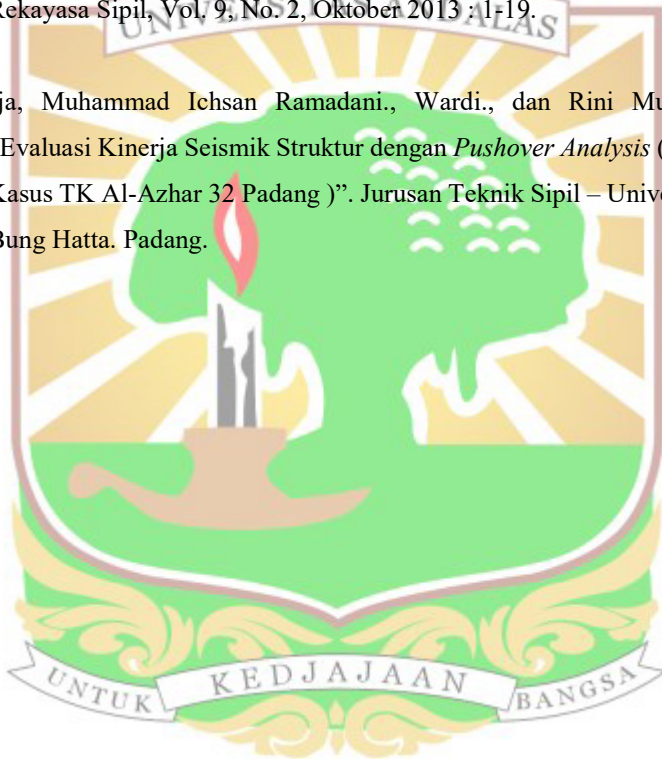 Rekayasa Sipil, Vol. 9, No. 2, Oktober 2013 : 1-19.
UNIVERSITAS ANDALAS
ja, Muhammad Ichsan Ramadani., Wardi., dan Rini Mu
Evaluasi Kinerja Seismik Struktur dengan Pushover Analysis (
Kasus TK Al-Azhar 32 Padang )”. Jurusan Teknik Sipil – Unive
Bung Hatta. Padang.
UNTUK KEDJAJAAN BANGSA